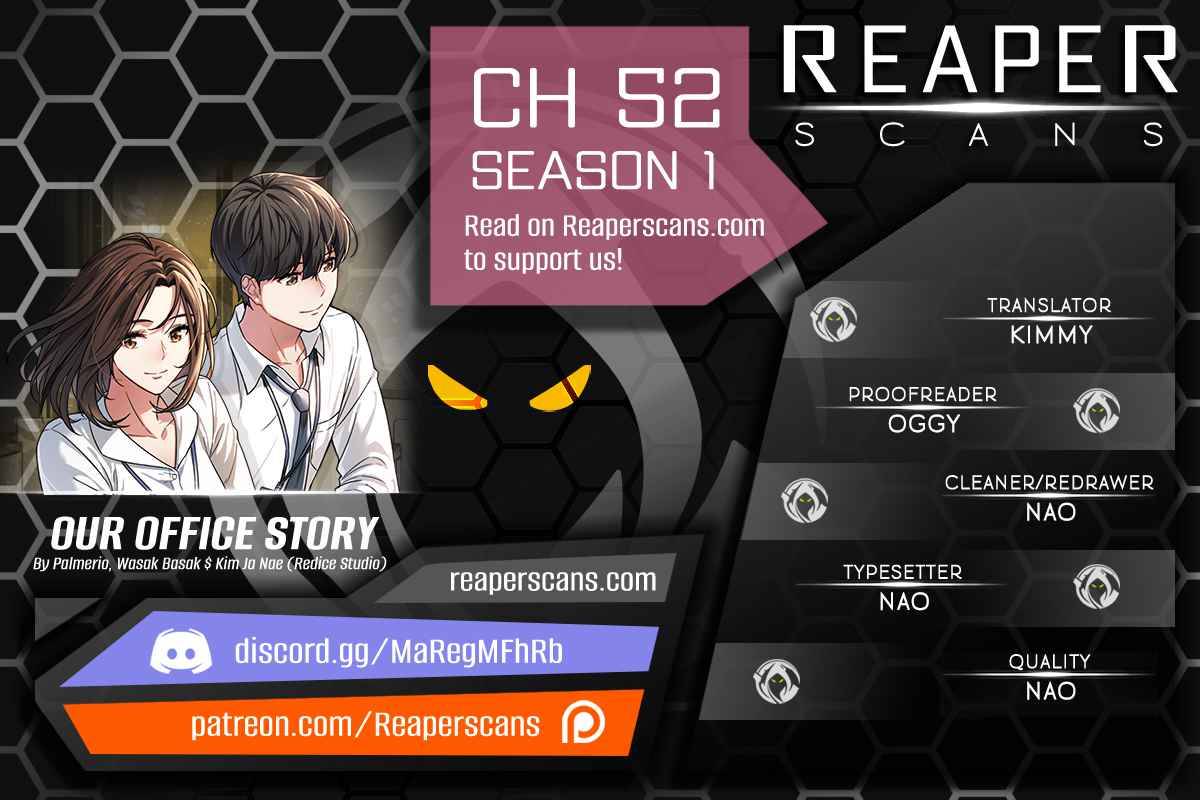 REAPER
SCANS
CH 52
SEASON 1
Read on Reaperscans.com
to support us!
TRANSLATOR
KIMMY
PROOFREADER
OGGY
CLEANER/REDRAWER
NAO
TYPESETTER
NAO
QUALITY
NAO
OUR OFFICE STORY
By Palmerio, Wasak Basak $ Kim Ja Nae (Redice Studio)
reaperscans.com
discord.gg/MaRegMFhRb
patreon.com/Reaperscans